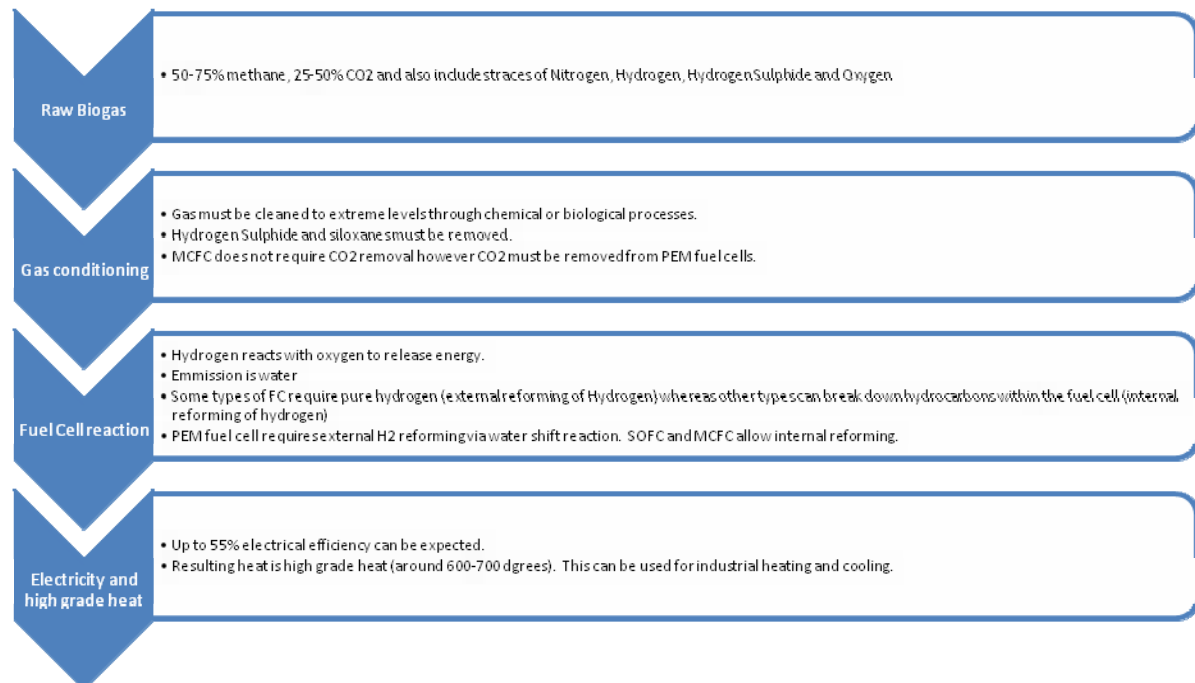 Raw Biogas
• 50-75% methane, 25-50% CO2 and also include straces of Nitrogen, Hydrogen, Hydrogen Sulphide and Oxygen
Gas conditioning
• Gas must be cleaned to extreme levels through chemical or biological processes.
• Hydrogen Sulphide and siloxanes must be removed.
• MCFC does not require CO2 removal however CO2 must be removed from PEM fuel cells.
Fuel Cell reaction
• Hydrogen reacts with oxygen to release energy.
• Emmission is water
• Some types of FC require pure hydrogen (external reforming of Hydrogen) whereas other types can break down hydrocarbons within the fuel cell (internal
reforming of hydrogen)
• PEM fuel cell requires external H2 reforming via water shift reaction. SOFC and MCFC allow internal reforming.
Electricity and
high grade heat
• Up to 55% electrical efficiency can be expected.
• Resulting heat is high grade heat (around 600-700 dgrees). This can be used for industrial heating and cooling.